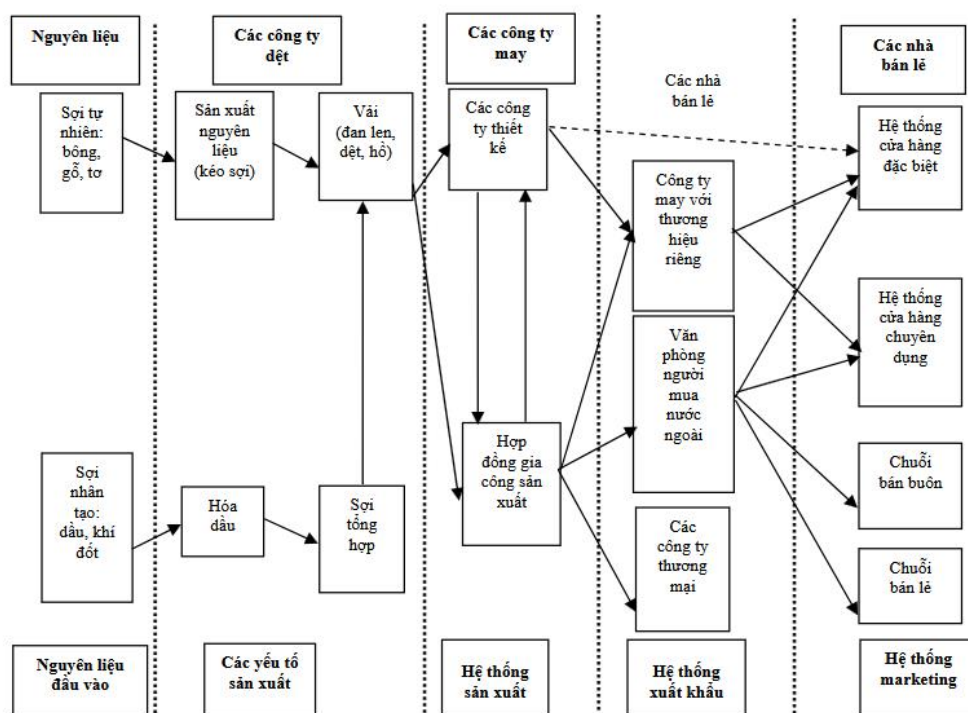 Nguyên liệu
Các công ty
dệt
Các công ty
may
Các nhà
bán lẻ
Các nhà
bán lẻ
Sợi tự
nhiên:
bông,
gỗ, tơ
Sản xuất
nguyên
liệu
(kéo sợi)
Vải
(đan len,
dệt, hồ)
Các công
ty thiết
kế
Hệ thống
cửa hàng
đặc biệt
Công ty
may với
thương
hiệu
riêng
Hệ thống
cửa hàng
chuyên
dụng
Văn
phòng
người
mua
nước
ngoài
Sợi
nhân
tạo:
dầu, khí
đốt
Hóa
dầu
Sợi
tổng
hợp
Hợp
đồng gia
công sản
xuất
Chuỗi
bán buôn
Các
công ty
thương
mại
Chuỗi
bán lẻ
Nguyên liệu
đầu vào
Các yếu tố
sản xuất
Hệ thống
sản xuất
Hệ thống
xuất khẩu
Hệ thống
marketing